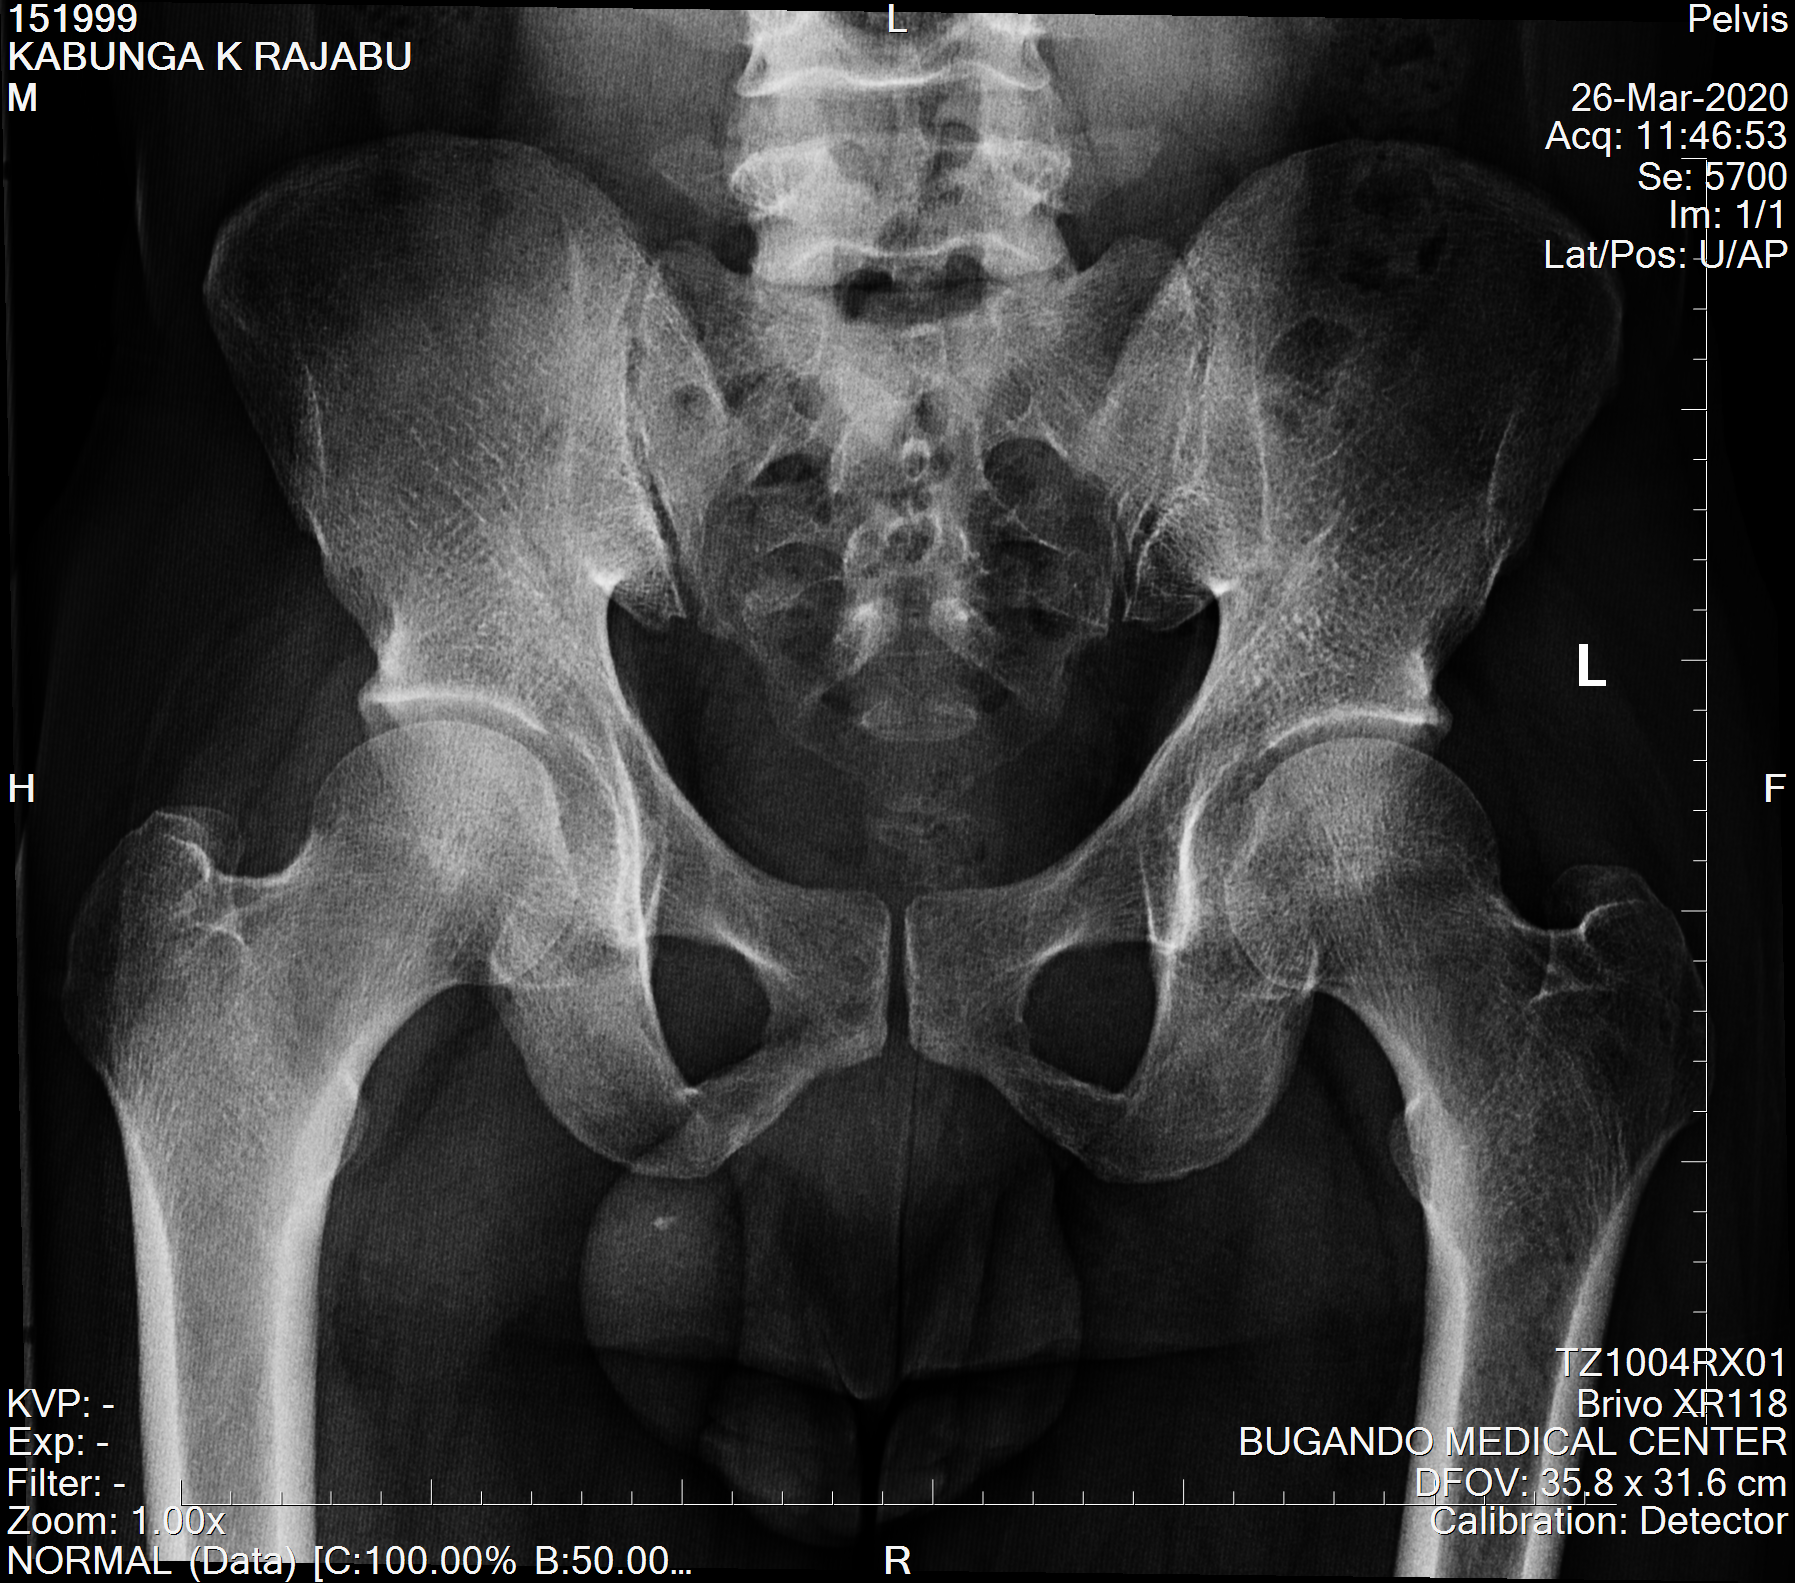 151999
KABUNGA K RAJABU
M
L
Pelvis
26-Mar-2020
Acq: 11:46:53
Se: 5700
Im: 1/1
Lat/Pos: U/AP
L
H
F
KVP: -
Exp: -
Filter: -
Zoom: 1.00x
NORMAL (Data) [C:100.00% B:50.00...
R
TZ1004RX01
Brivo XR118
BUGANDO MEDICAL CENTER
DFOV: 35.8 x 31.6 cm
Calibration: Detector